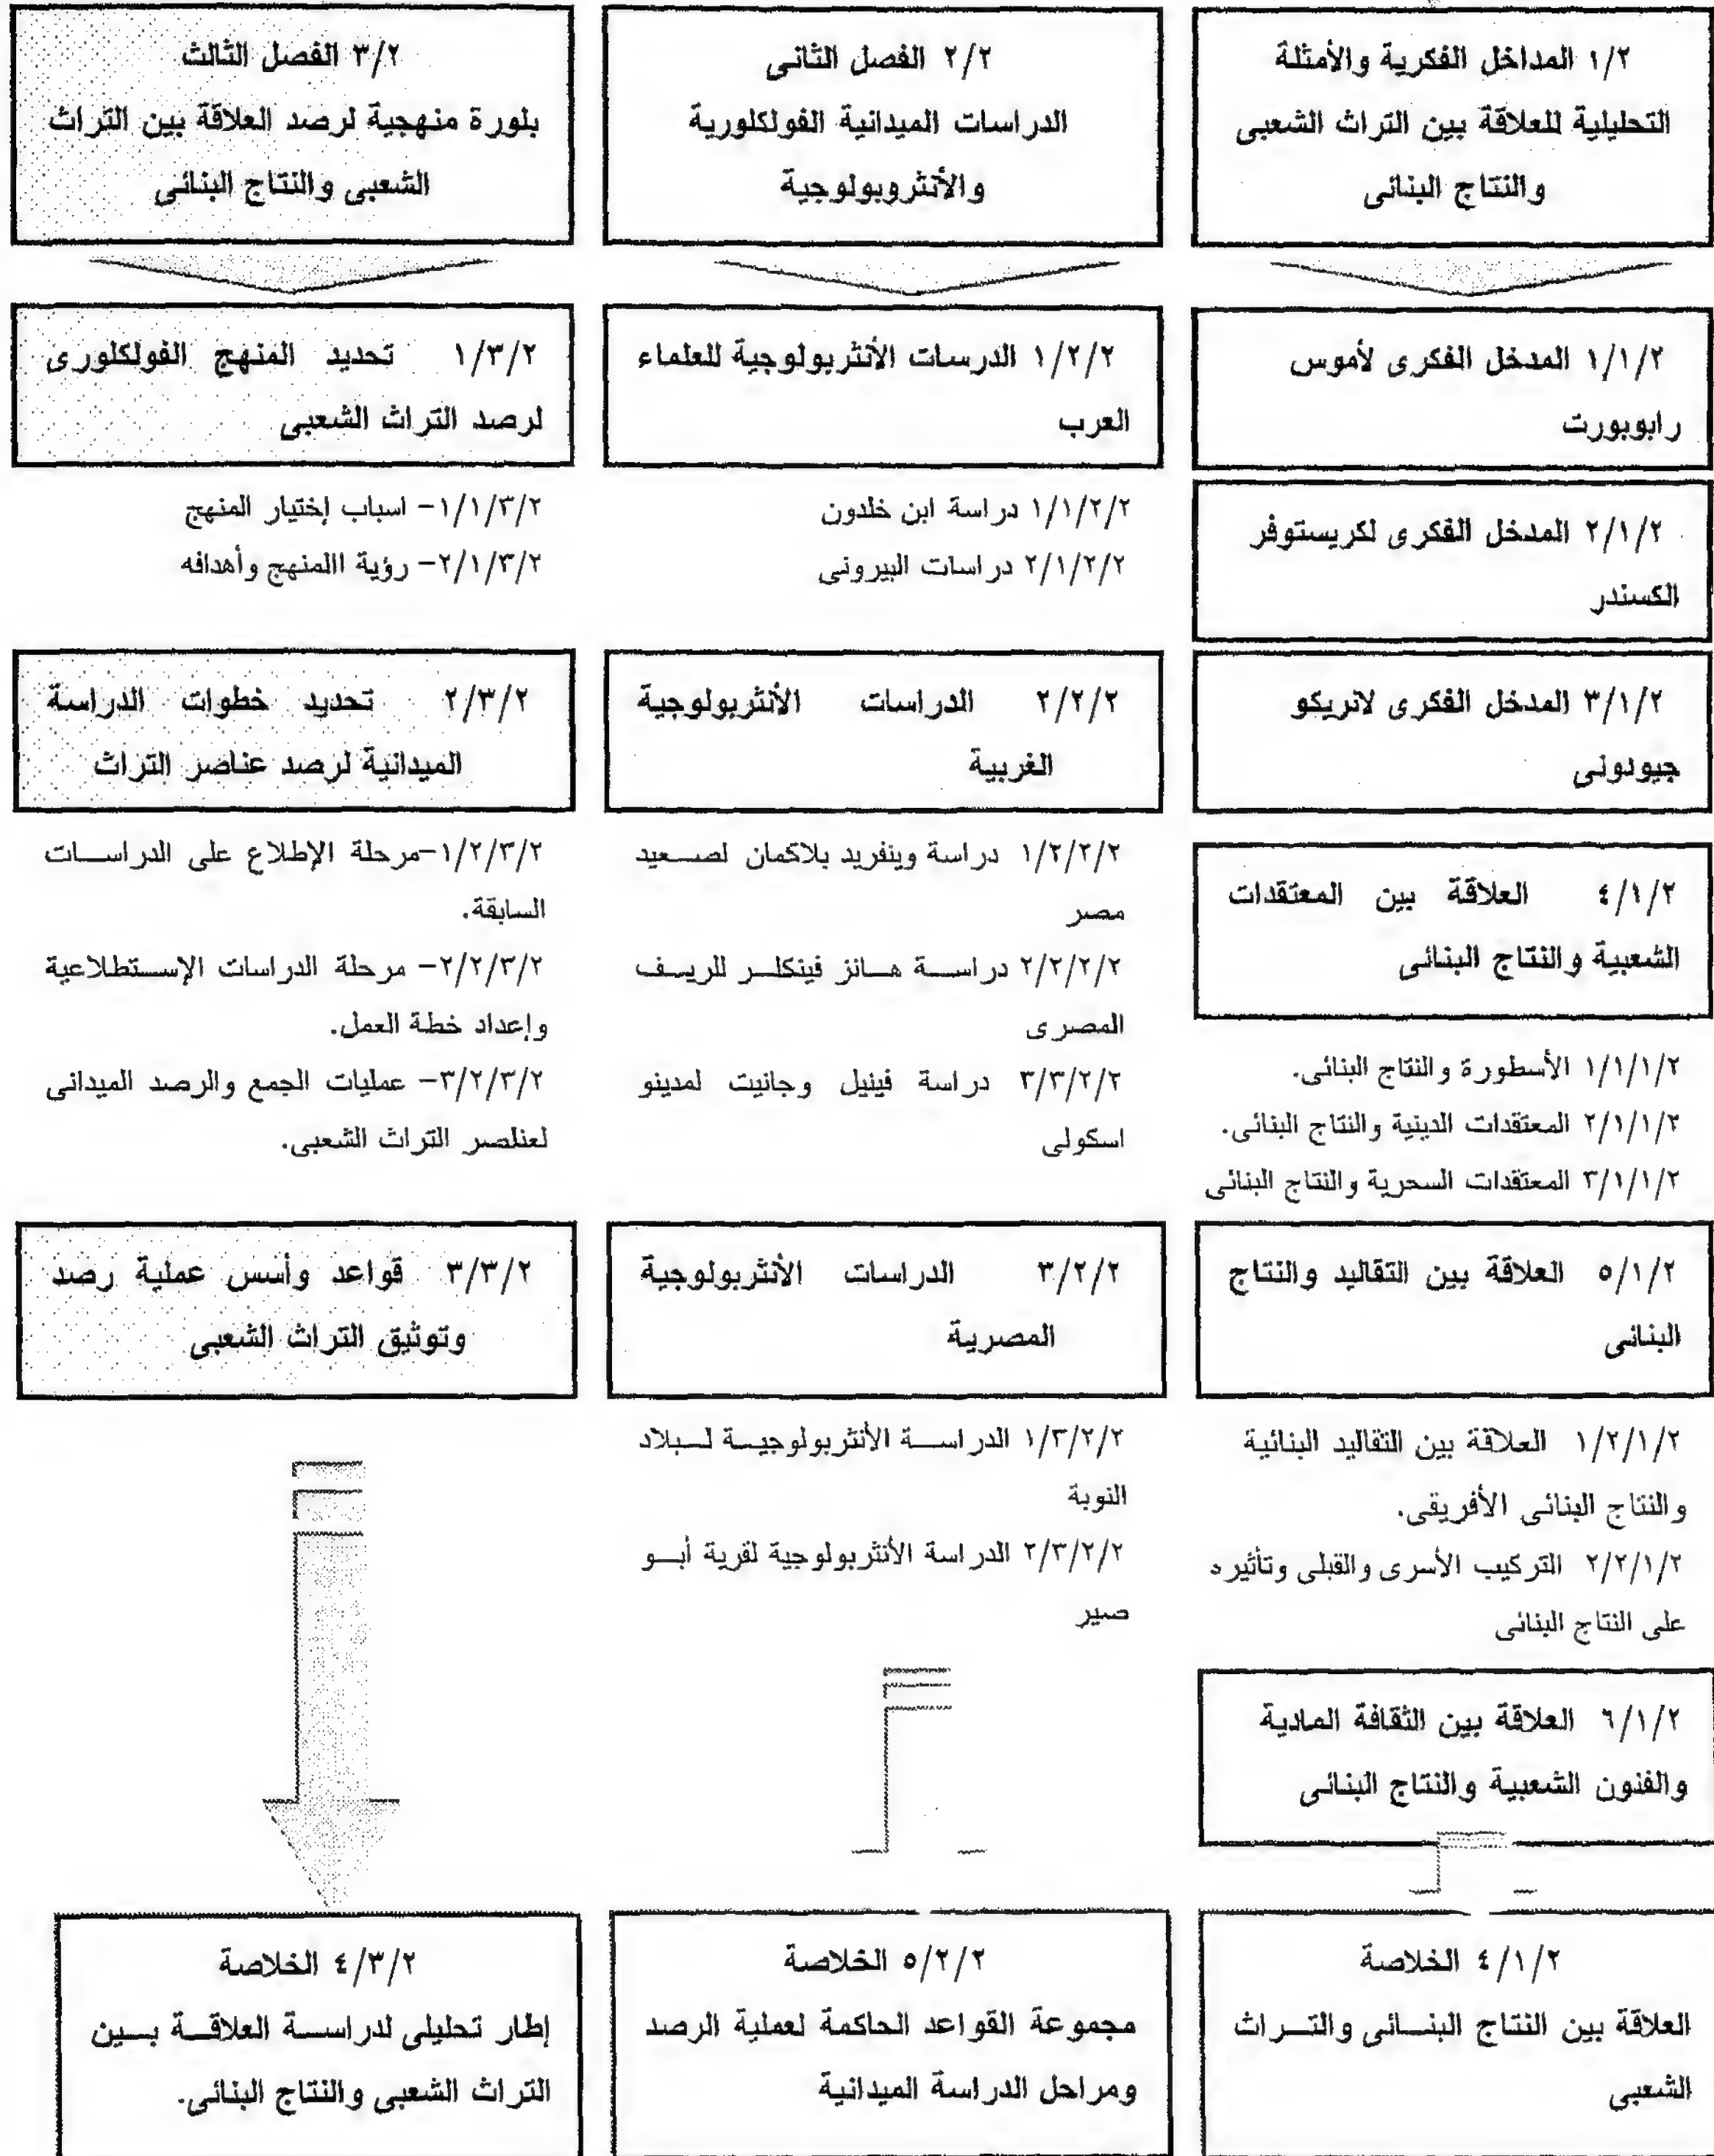 ١/٢ المداخل الفكرية والأمثلة
التحليلية للعلاقة بين التراث الشعبى
والنتاج البنائى
١/١/٢ المدخل الفكرى لأموس
رابوبورت
٢/١/٢ المدخل الفكرى لكريستوفر
الكسندر
٣/١/٢ المدخل الفكرى لانريكو
جيودونى
٤/١/٢ العلاقة بين المعتقدات
الشعبية والنتاج البنائى
١/١/١/٢ الأسطورة والنتاج البنائى.
٢/١/١/٢ المعتقدات الدينية والنتاج البنائى.
٣/١/١/٢ المعتقدات السحرية والنتاج البنائى
٥/١/٢ العلاقة بين التقاليد والنتاج
البنائى
١/٢/١/٢ العلاقة بين التقاليد البنائية
والنتاج البنائى الأفريقى.
٢/٢/١/٢ التركيب الأسرى والقبلى وتأثيره
على النتاج البنائى
٦/١/٢ العلاقة بين الثقافة المادية
والفنون الشعبية والنتاج البنائى
٤/١/٢ الخلاصة
العلاقة بين النتاج البنائى والتراث
الشعبى
٢/٢ الفصل الثانى
الدراسات الميدانية الفولكلورية
والأنثروبولوجية
١/٢/٢ الدرسات الأنثربولوجية للعلماء
العرب
١/١/٢/٢ دراسة ابن خلدون
٢/١/٢/٢ دراسات البيرونى
٢/٢/٢ الدراسات الأنثربولوجية
الغربية
١/٢/٢/٢ دراسة وينفريد بلاكمان لصعيد
مصر
٢/٢/٢/٢ دراسة هانز فينكلر للريف
المصرى
٣/٣/٢/٢ دراسة فينيل وجانيت لمدينو
اسكولى
٣/٢/٢ الدراسات الأنثربولوجية
المصرية
١/٣/٢/٢ الدراسة الأنثربولوجية لبلاد
النوبة
٢/٣/٢/٢ الدراسة الأنثربولوجية لقرية أبو
صير
٥/٢/٢ الخلاصة
مجموعة القواعد الحاكمة لعملية الرصد
ومراحل الدراسة الميدانية
٣/٢ الفصل الثالث
بلورة منهجية لرصد العلاقة بين التراث
الشعبى والنتاج البنائى
١/٣/٢ تحديد المنهج الفولكلورى
لرصد التراث الشعبى
١/١/٣/٢– اسباب إختيار المنهج
٢/١/٣/٢– رؤية االمنهج وأهدافه
٢/٣/٢ تحديد خطوات الدراسة
الميدانية لرصد عناصر التراث
١/٢/٣/٢–مرحلة الإطلاع على الدراسات
السابقة.
٢/٢/٣/٢– مرحلة الدراسات الإستطلاعية
وإعداد خطة العمل.
٣/٢/٣/٢– عمليات الجمع والرصد الميدانى
لعنلصر التراث الشعبى.
٣/٣/٢ قواعد وأسس عملية رصد
وتوثيق التراث الشعبى
٤/٣/٢ الخلاصة
إطار تحليلى لدراسة العلاقة بين
التراث الشعبى والنتاج البنائى.